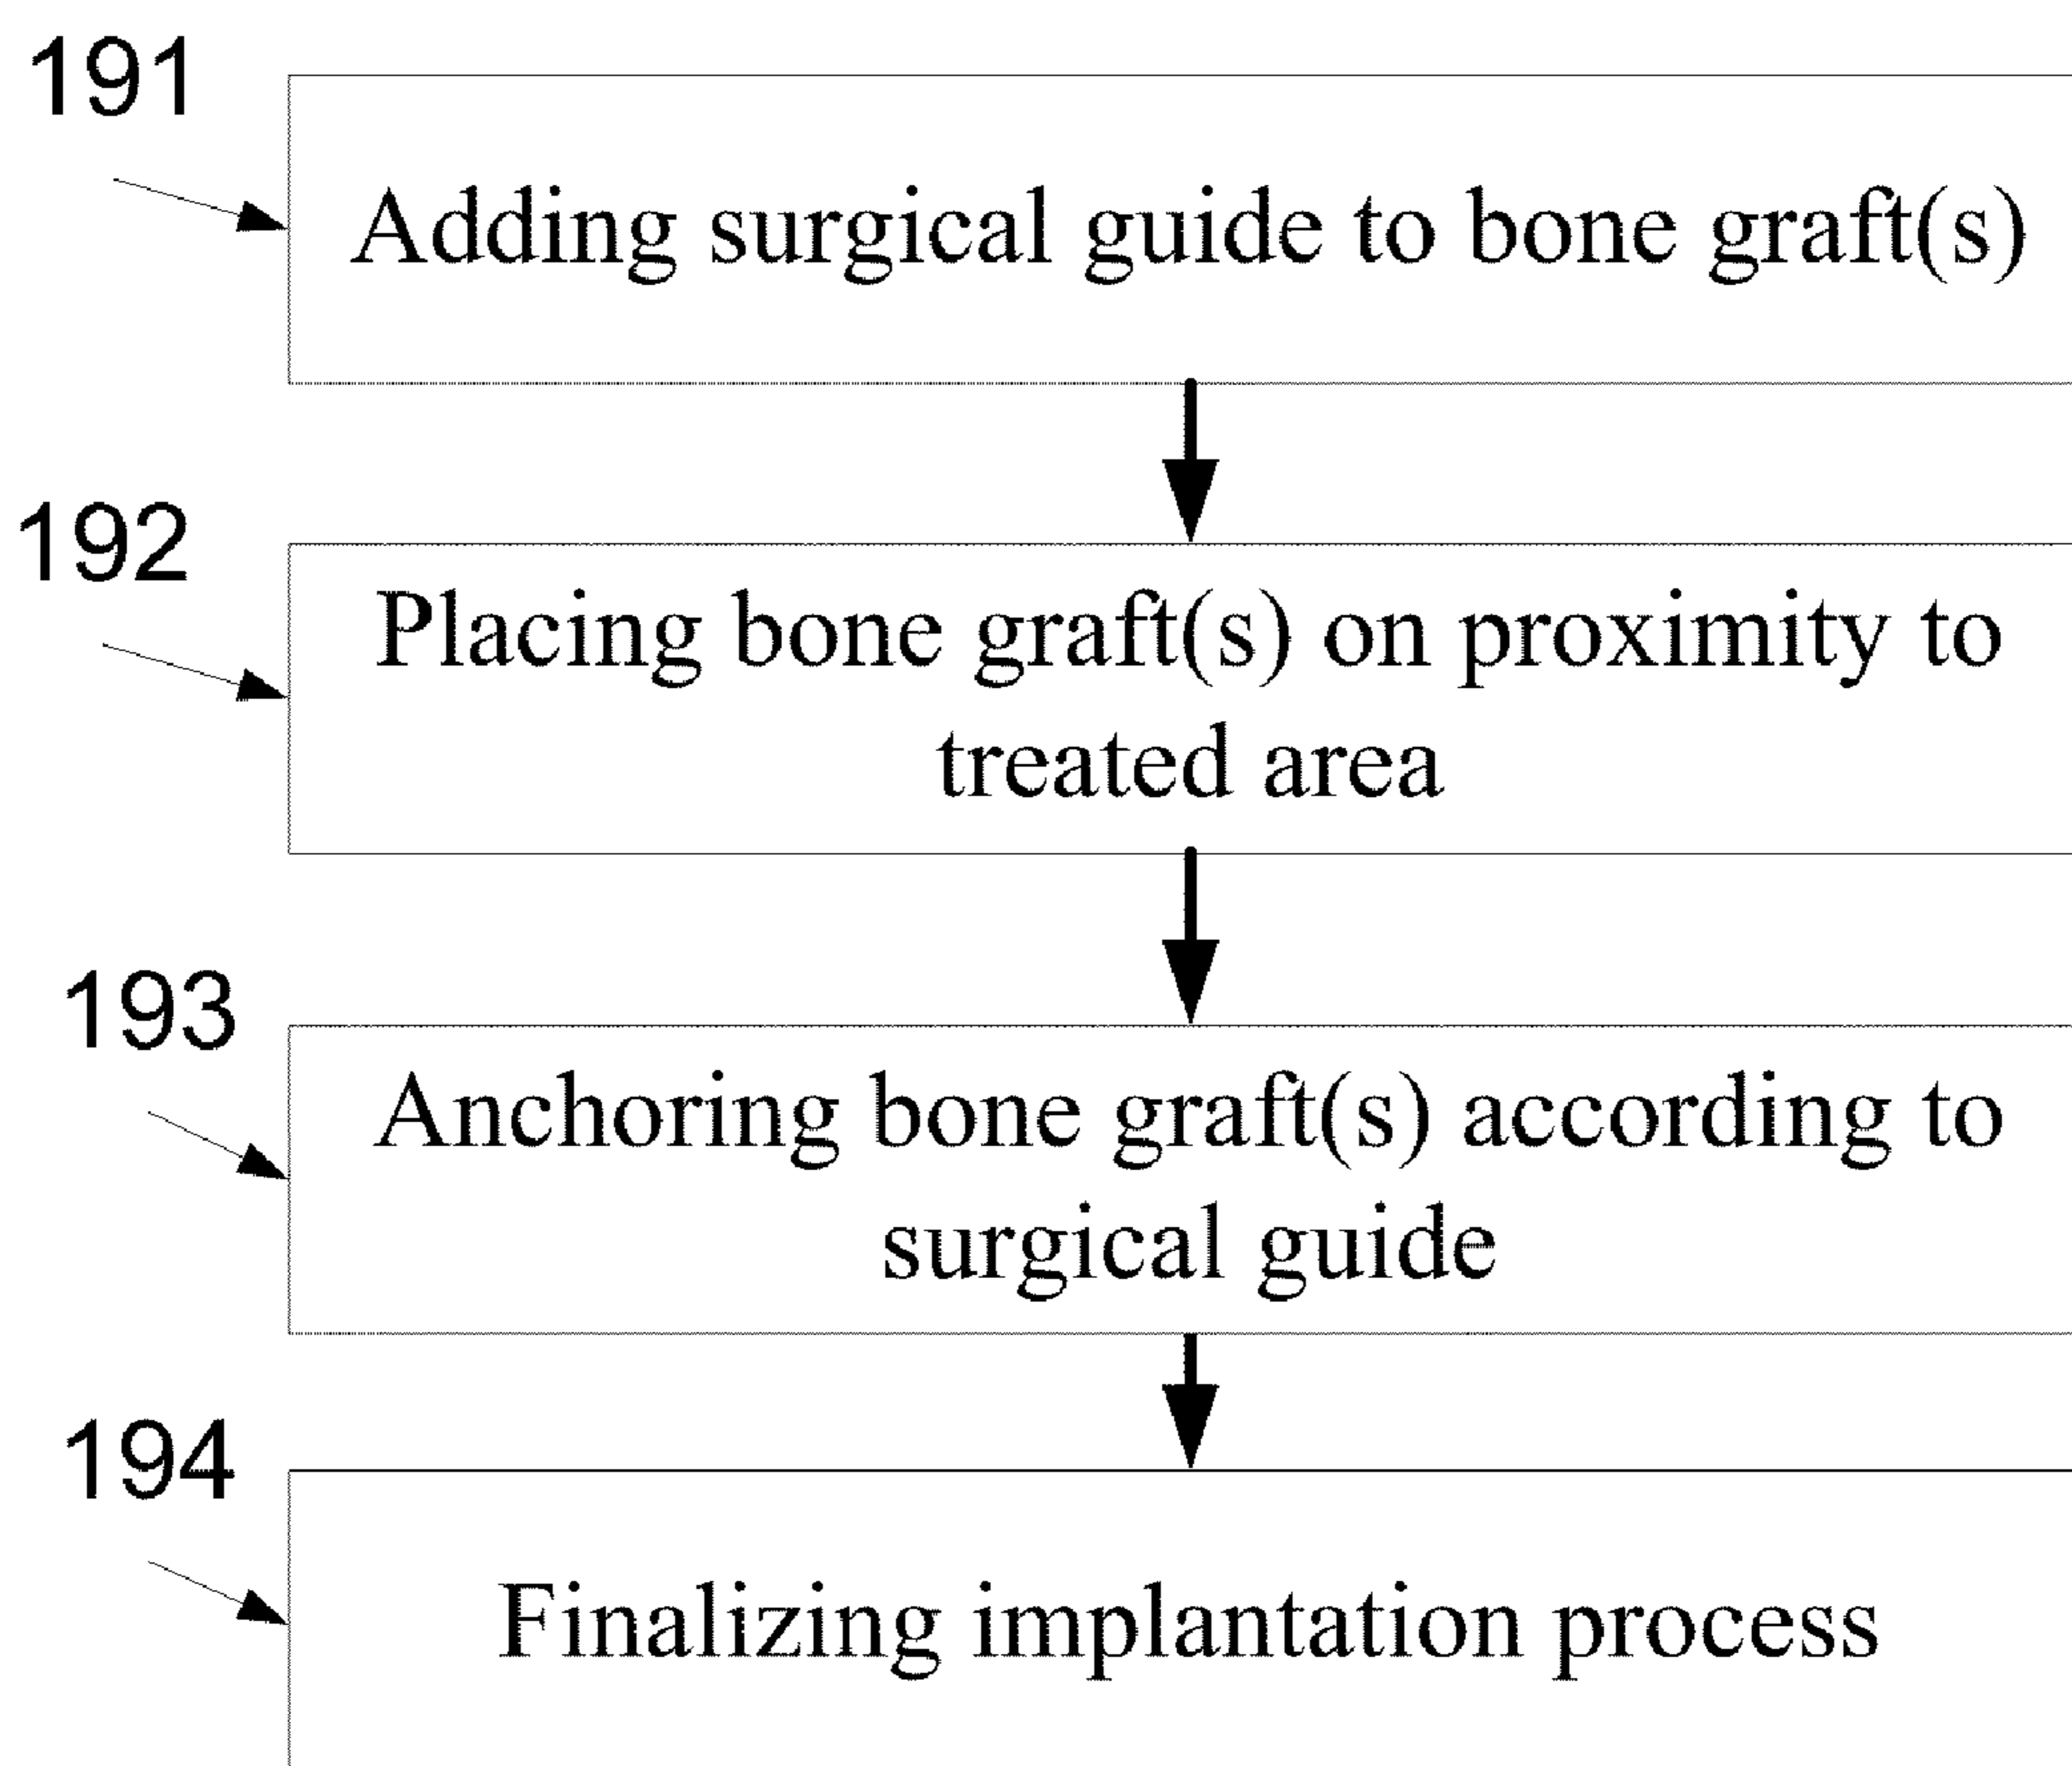 191
Adding surgical guide to bone graft(s)
192
Placing bone graft(s) on proximity to
treated area
193
Anchoring bone graft(s) according to
surgical guide
194
Finalizing implantation process